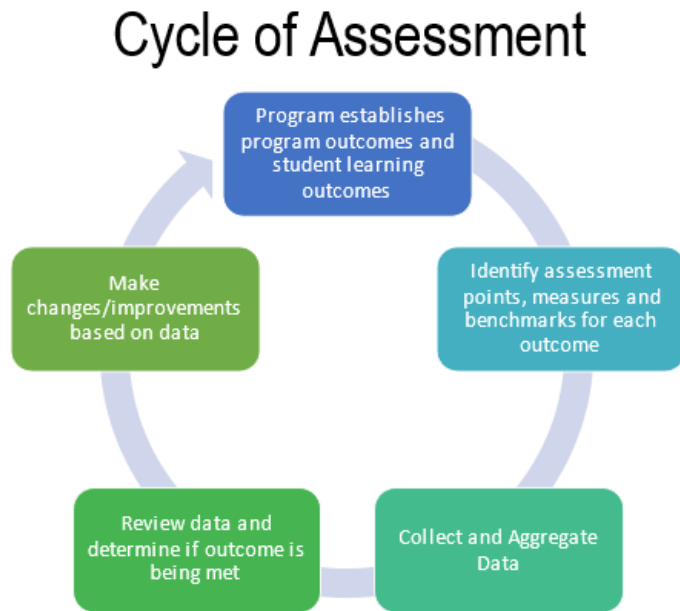 Cycle of Assessment
Program establishes
program outcomes and
student learning
outcomes
Identify assessment
points, measures and
benchmarks for each
outcome
Collect and Aggregate
Data
Review data and
determine if outcome is
being met
Make
changes/improvements
based on data